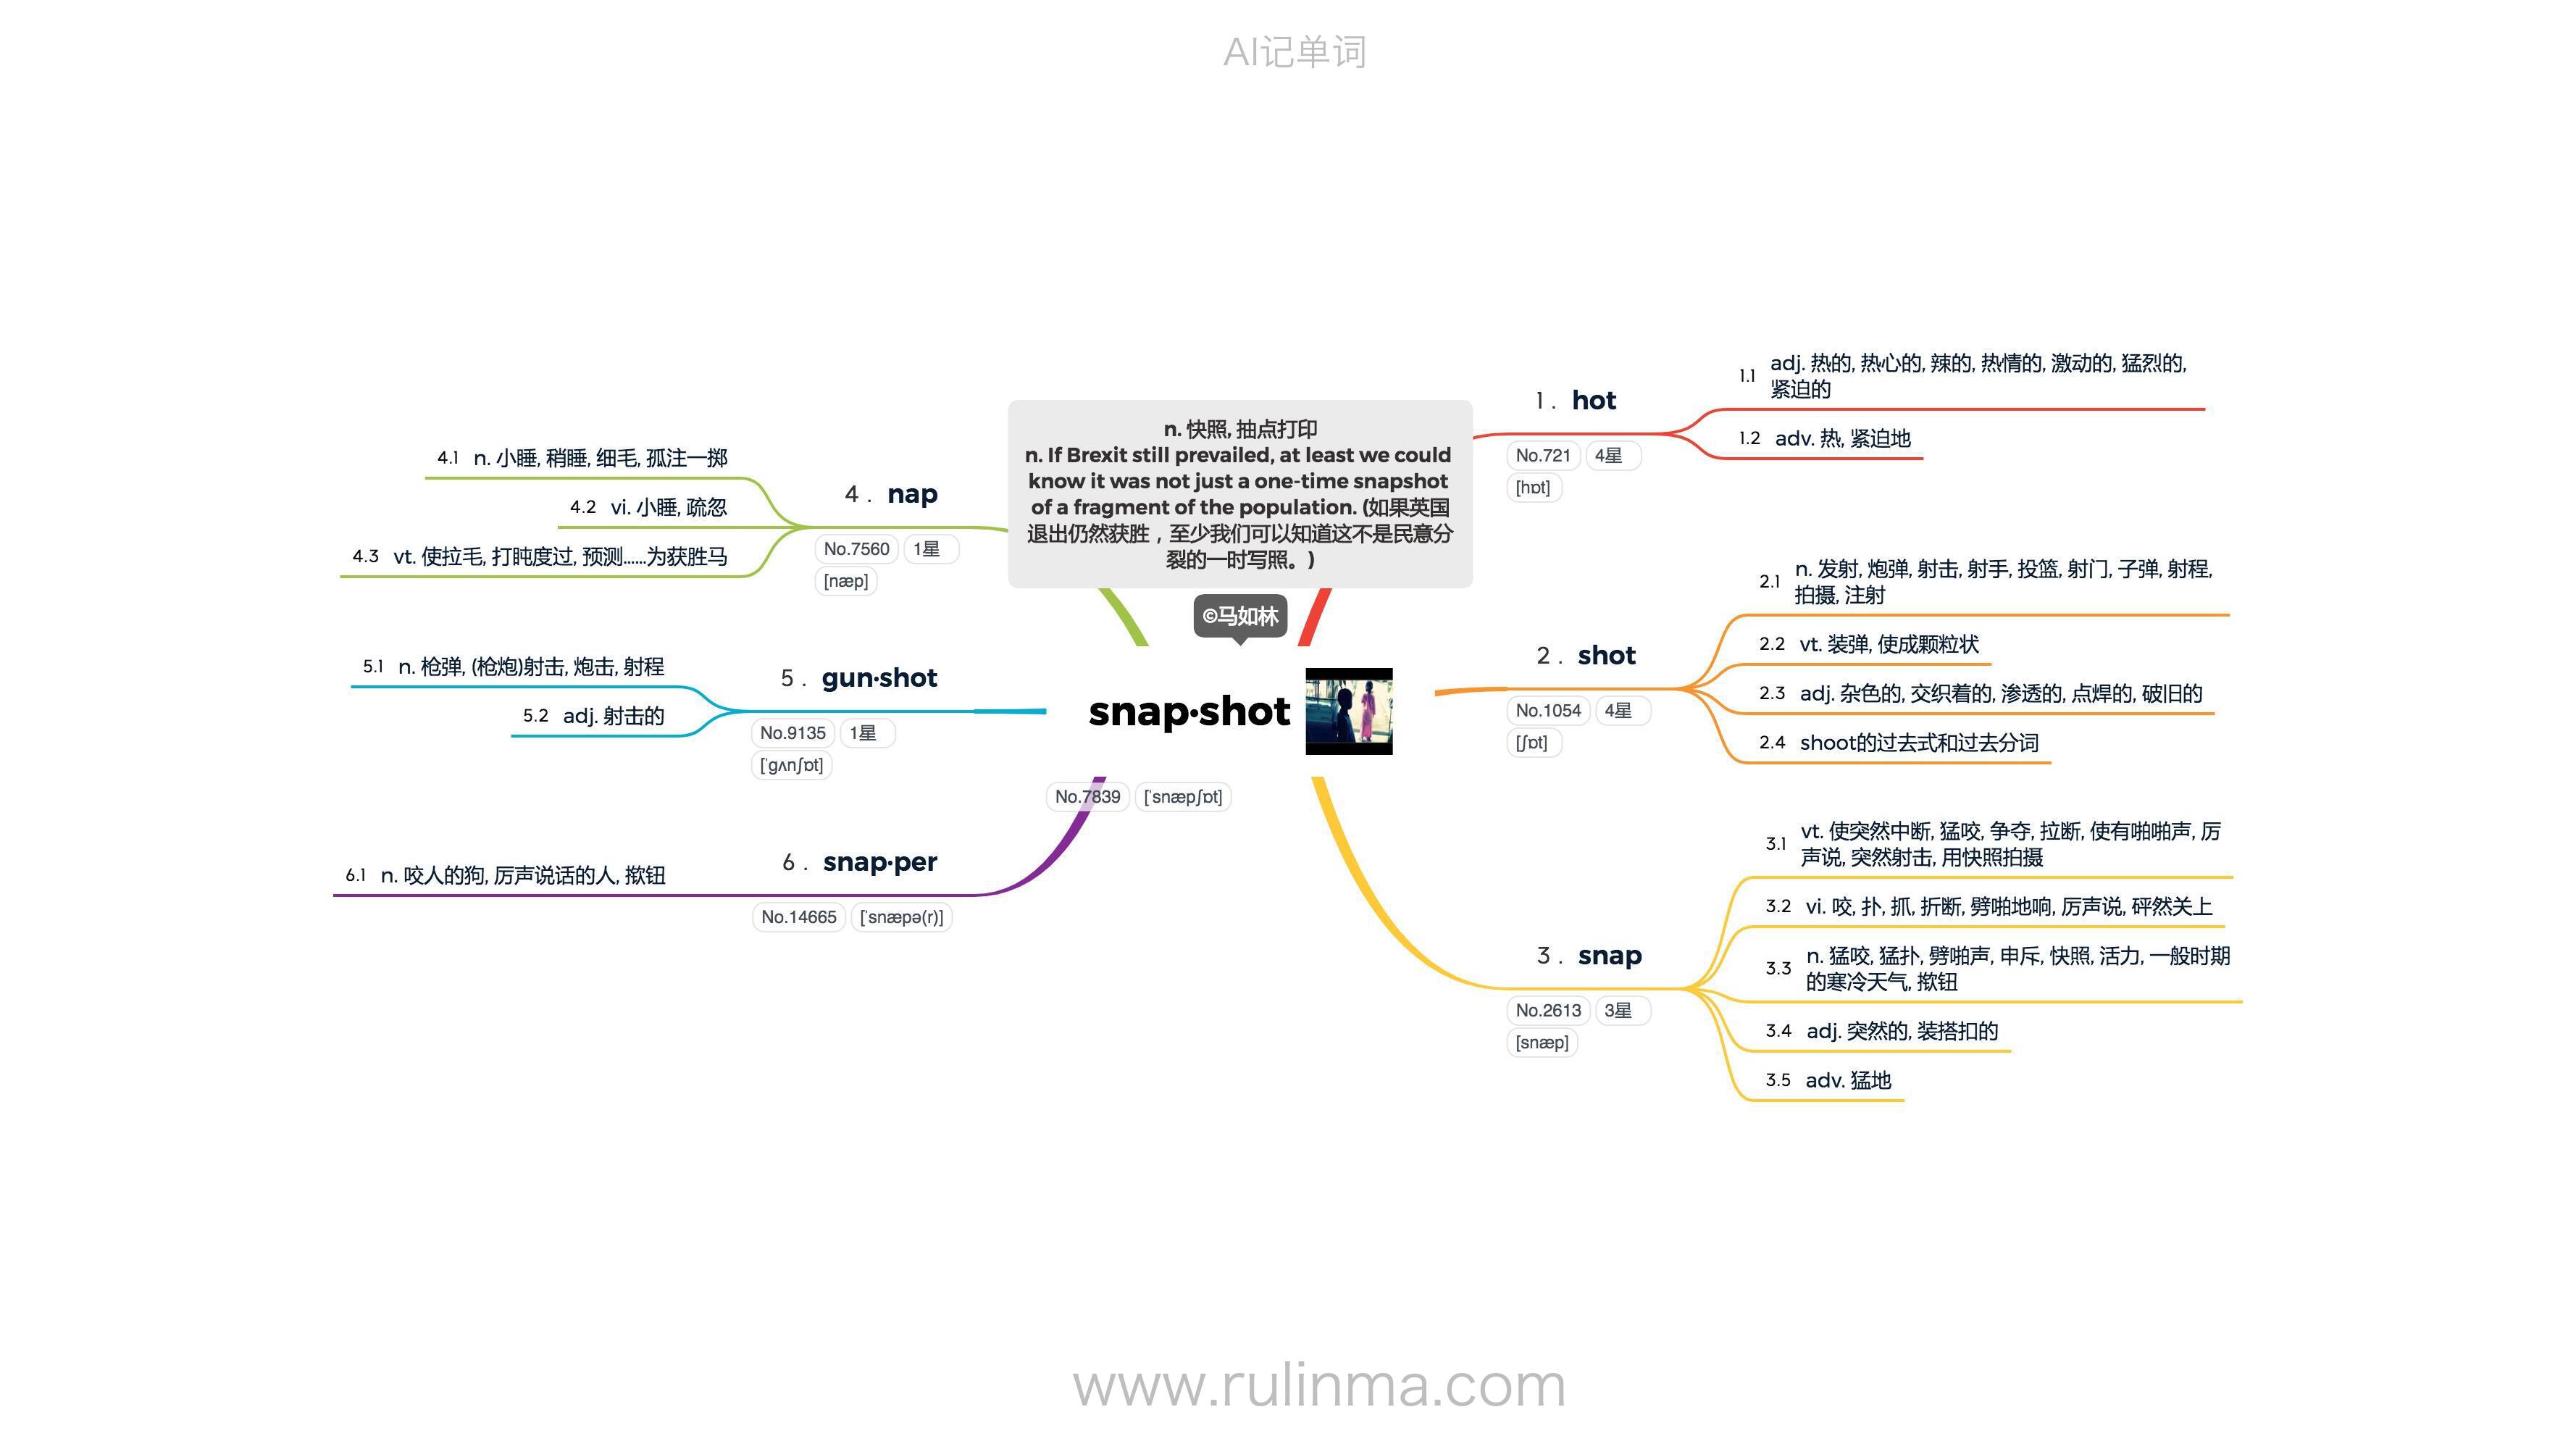 AI记单词
n. 快照, 抽点打印
n. If Brexit still prevailed, at least we could
know it was not just a one-time snapshot
of a fragment of the population. (如果英国
退出仍然获胜，至少我们可以知道这不是民意分
裂的一时写照。)
©马如林
snap·shot
No.7839 [ˈsnæpʃɒt]
1. hot
No.721 4星
[hɒt]
1.1 adj. 热的, 热心的, 辣的, 热情的, 激动的, 猛烈的,
紧迫的
1.2 adv. 热, 紧迫地
2. shot
No.1054 4星
[ʃɒt]
2.1 n. 发射, 炮弹, 射击, 射手, 投篮, 射门, 子弹, 射程,
拍摄, 注射
2.2 vt. 装弹, 使成颗粒状
2.3 adj. 杂色的, 交织着的, 渗透的, 点焊的, 破旧的
2.4 shoot的过去式和过去分词
3. snap
No.2613 3星
[snæp]
3.1 vt. 使突然中断, 猛咬, 争夺, 拉断, 使有啪啪声, 厉
声说, 突然射击, 用快照拍摄
3.2 vi. 咬, 扑, 抓, 折断, 劈啪地响, 厉声说, 砰然关上
3.3 n. 猛咬, 猛扑, 劈啪声, 申斥, 快照, 活力, 一般时期
的寒冷天气, 揿钮
3.4 adj. 突然的, 装搭扣的
3.5 adv. 猛地
4. nap
No.7560 1星
[næp]
4.1 n. 小睡, 稍睡, 细毛, 孤注一掷
4.2 vi. 小睡, 疏忽
4.3 vt. 使拉毛, 打盹度过, 预测......为获胜马
5. gun·shot
No.9135 1星
[ˈgʌnʃɒt]
5.1 n. 枪弹, (枪炮)射击, 炮击, 射程
5.2 adj. 射击的
6. snap·per
No.14665 [ˈsnæpə(r)]
6.1 n. 咬人的狗, 厉声说话的人, 揿钮
www.rulinma.com